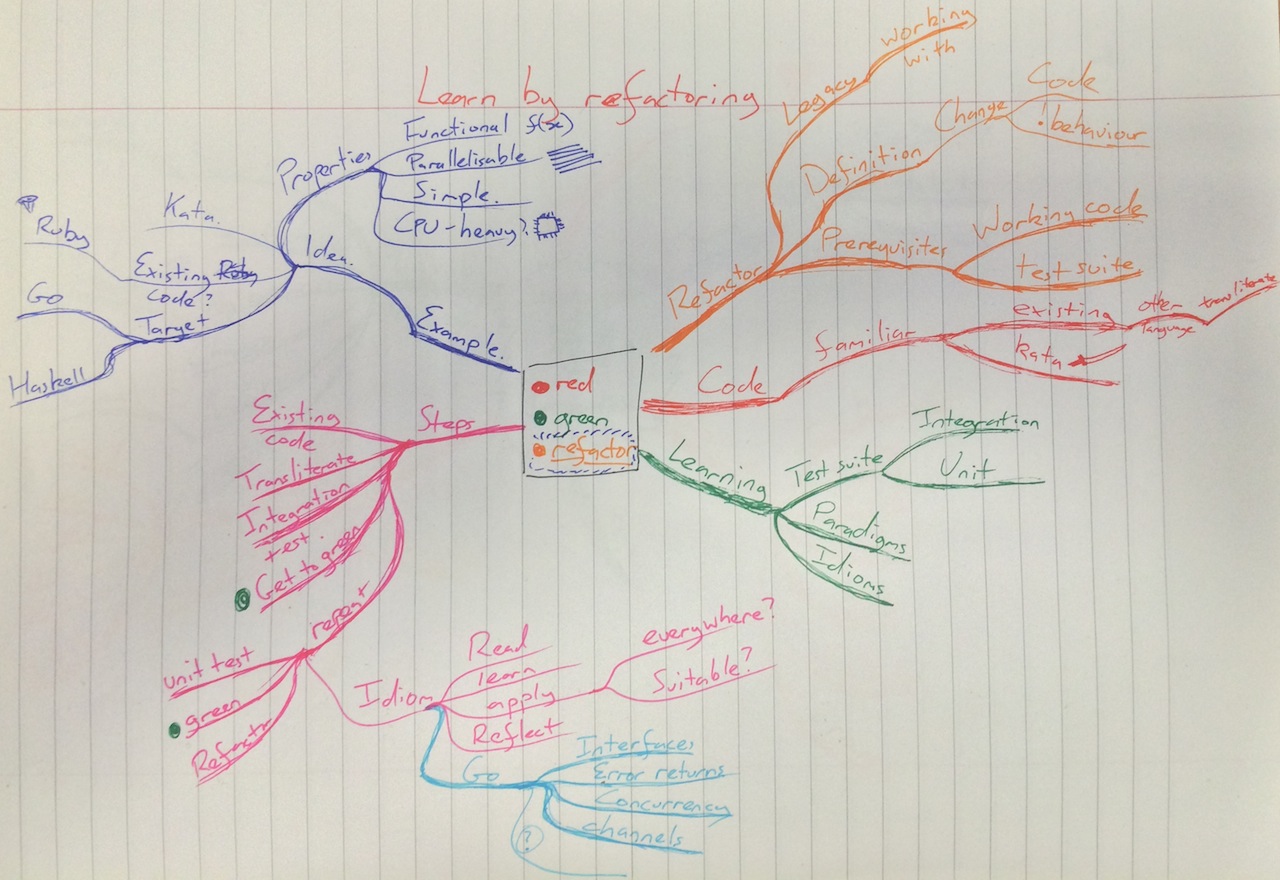 Learn by refactoring
red
green
refactor
Refactor
Legacy
working
with
Definition
Change
Code
!behaviour
Prerequisites
Working code
test suite
Code
familiar
existing
other
language
transliterate
kata
Learning
Test suite
Integration
Unit
Paradigms
Idioms
Steps
Existing
code
Transliterate
Integration
test
Get to green
repeat
unit test
green
Refactr
Idiom
Read
learn
apply
everywhere?
Suitable?
Reflect
Go
Interfaces
Error returns
Concurrency
channels
?
Example.
Idea.
Properties
Functional f(x)
Parallelisable
Simple.
CPU-heavy?
Kata.
Existing
code?
Ruby
Target
Go
Haskell